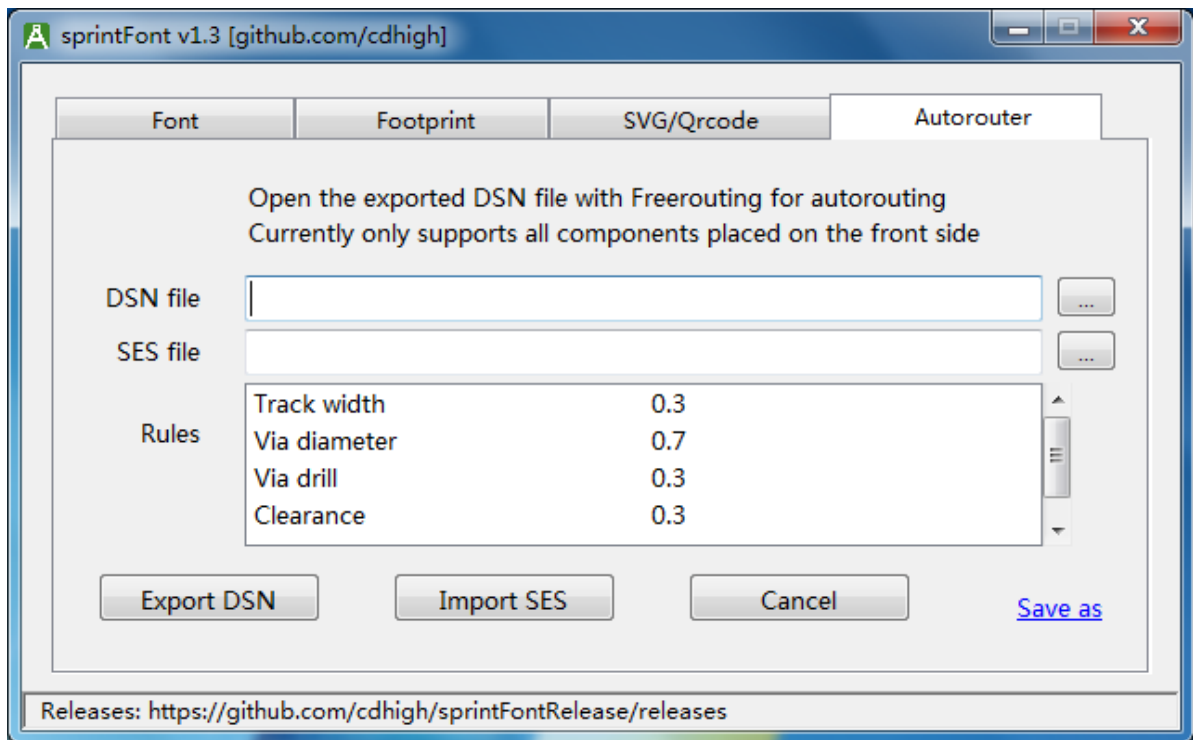 sprintFont v1.3 [github.com/cdhigh]
Font Footprint SVG/Qrcode Autorouter
Open the exported DSN file with Freerouting for autorouting
Currently only supports all components placed on the front side
DSN file ...
SES file ...
Rules
Track width 0.3
Via diameter 0.7
Via drill 0.3
Clearance 0.3
Export DSN Import SES Cancel Save as
Releases: https://github.com/cdhigh/sprintFontRelease/releases